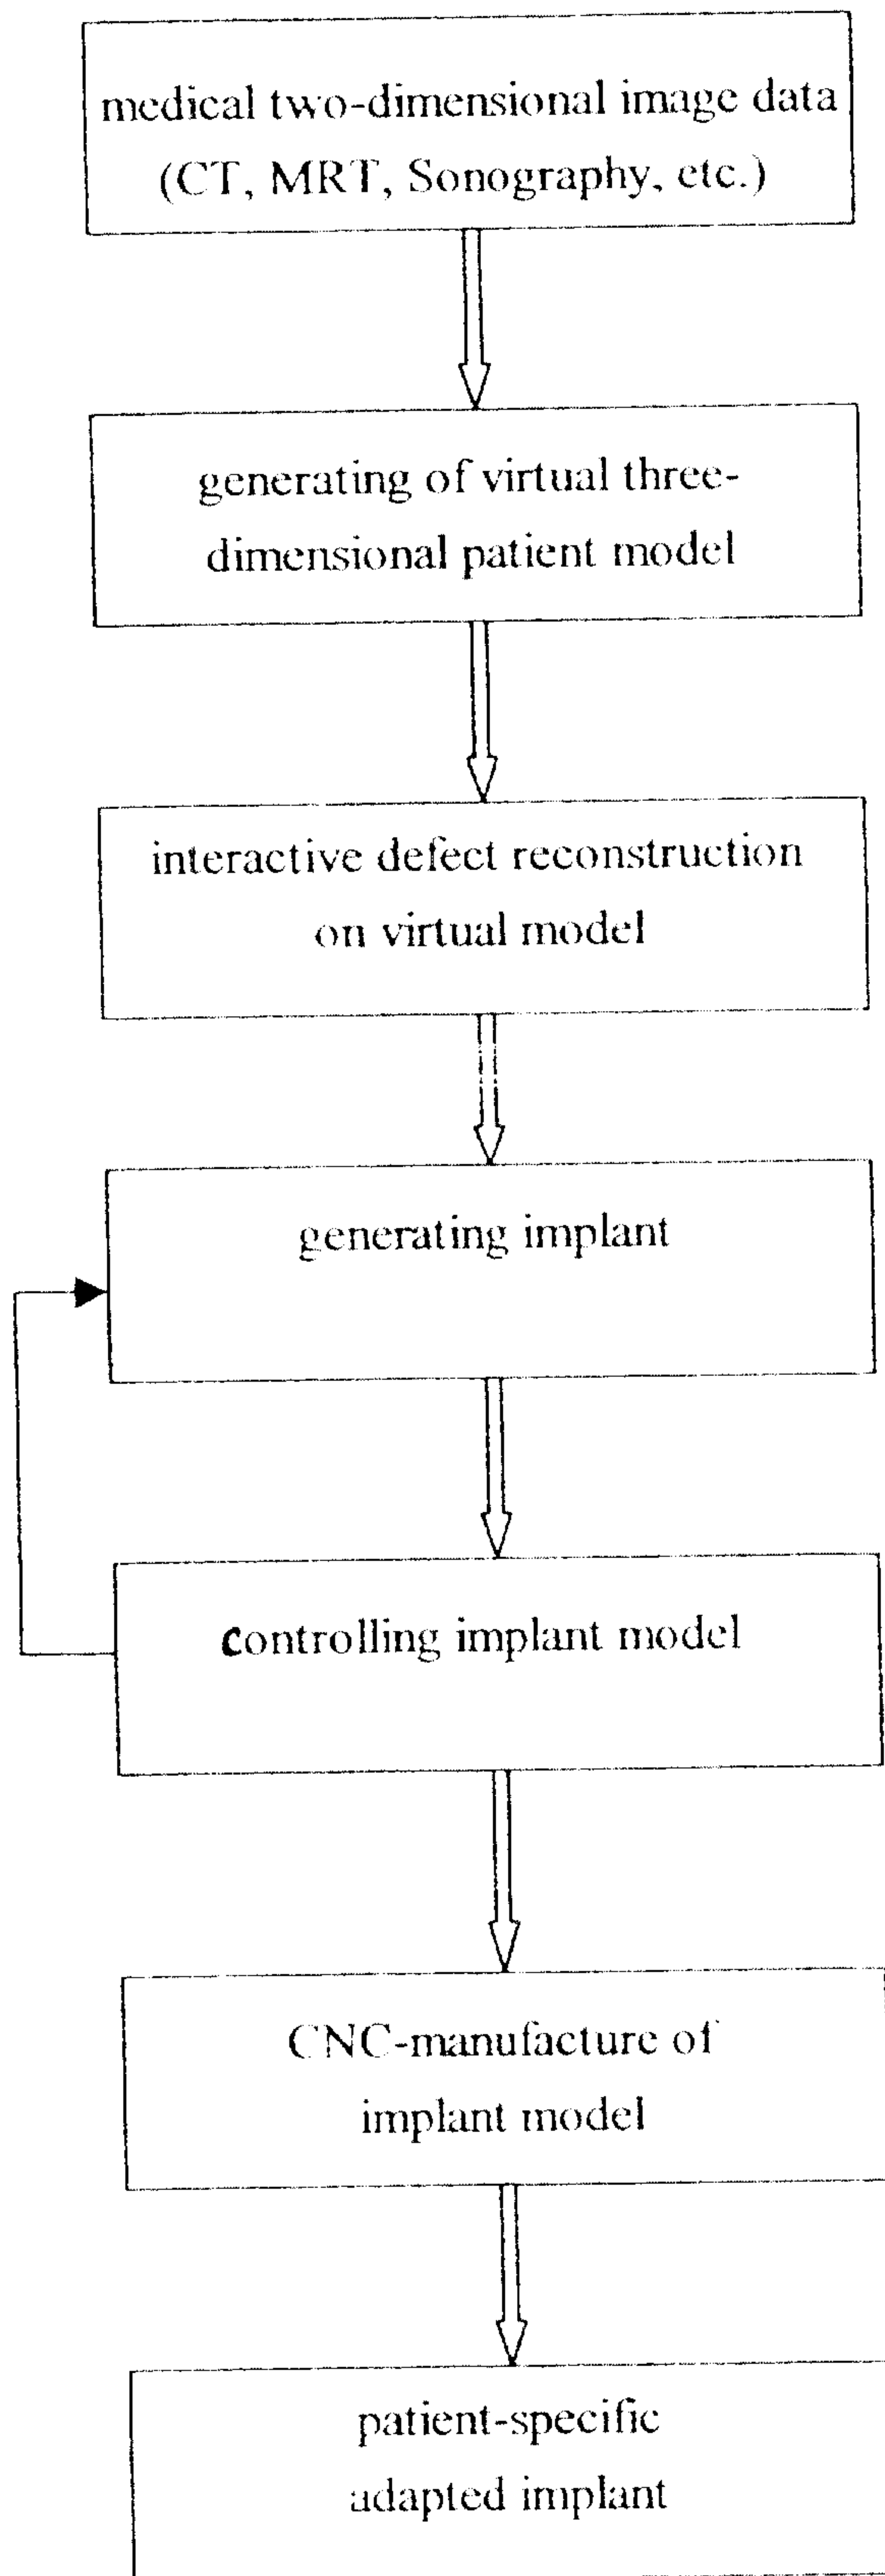 medical two-dimensional image data
(CT, MRT, Sonography, etc.)
generating of virtual three-
dimensional patient model
interactive defect reconstruction
on virtual model
generating implant
controlling implant model
CNC-manufacture of
implant model
patient-specific
adapted implant